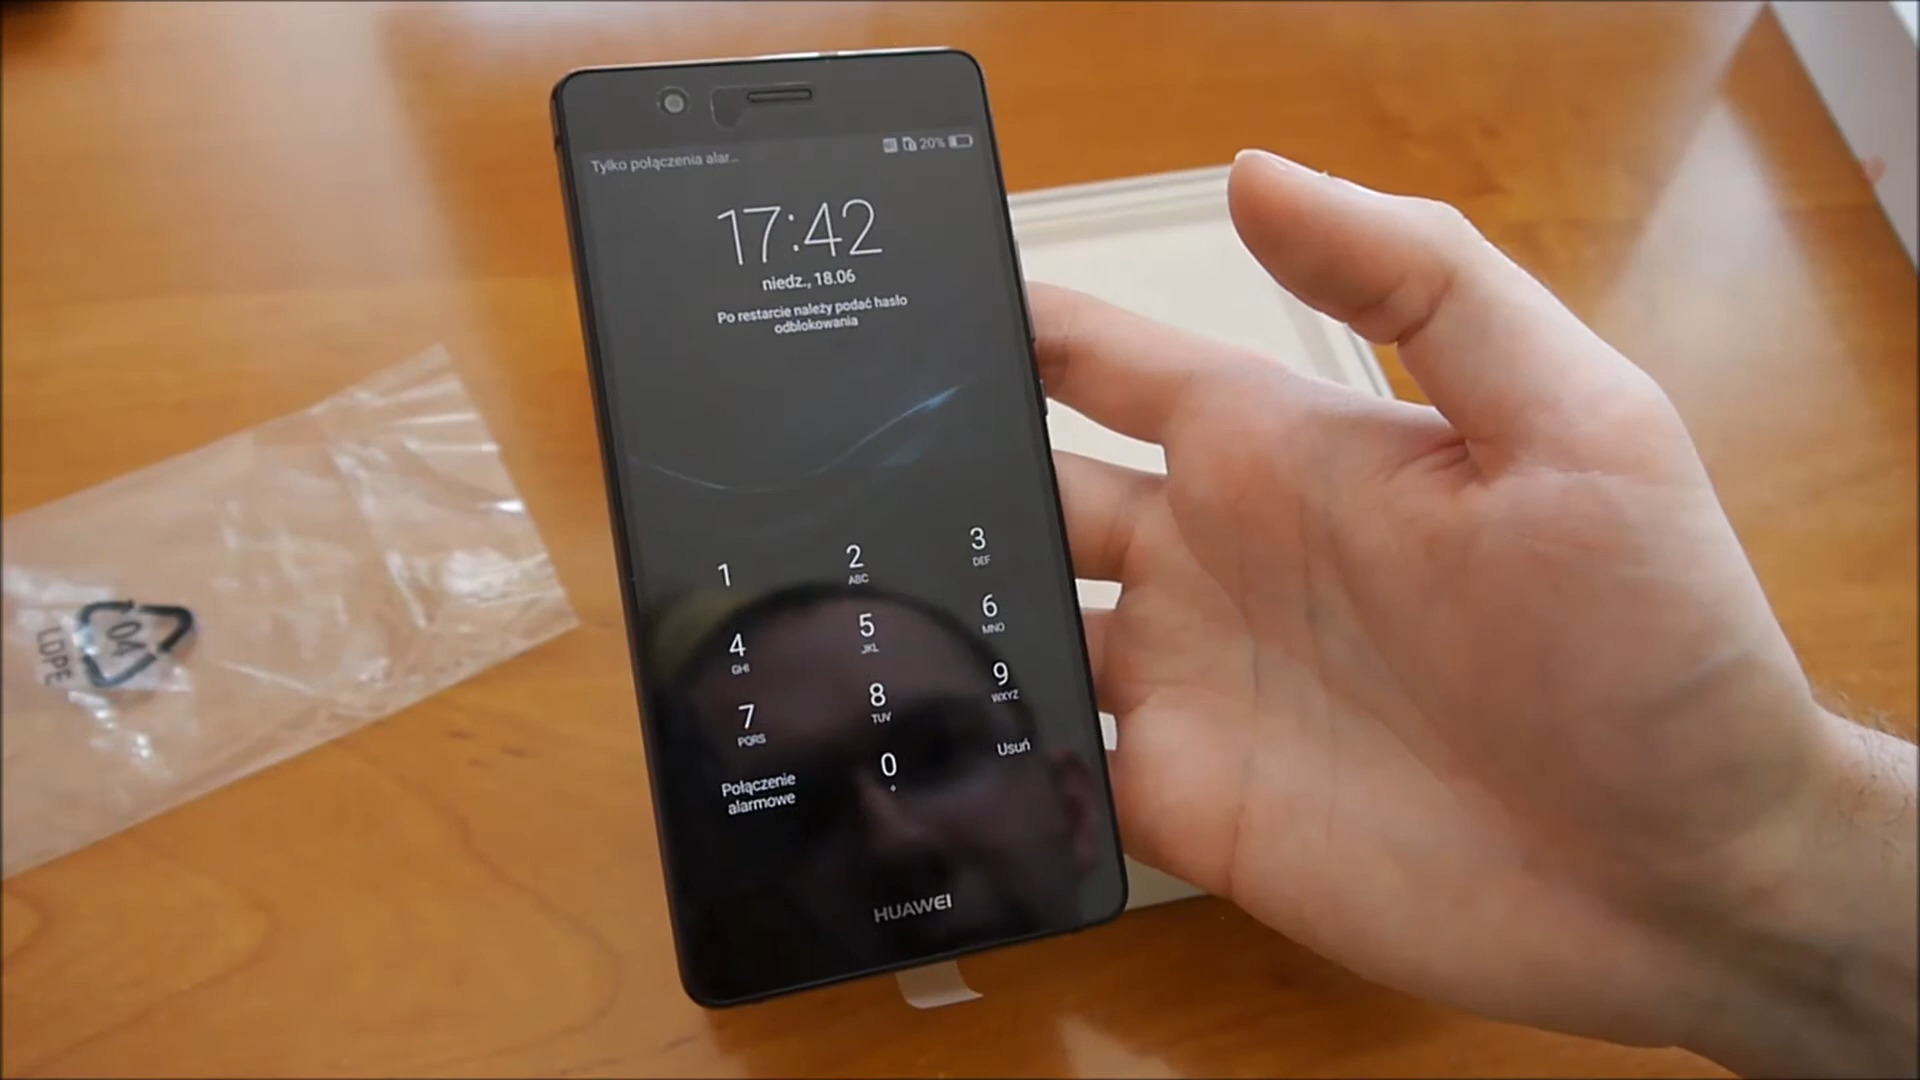 Tylko połączenia alar...
20%
17:42
niedz., 18.06
Po restarcie należy podać hasło
odblokowania
1
2
ABC
3
DEF
4
GHI
5
JKL
6
MNO
7
PQRS
8
TUV
9
WXYZ
Połączenie
alarmowe
0
+
Usuń
HUAWEI
04
LDPE